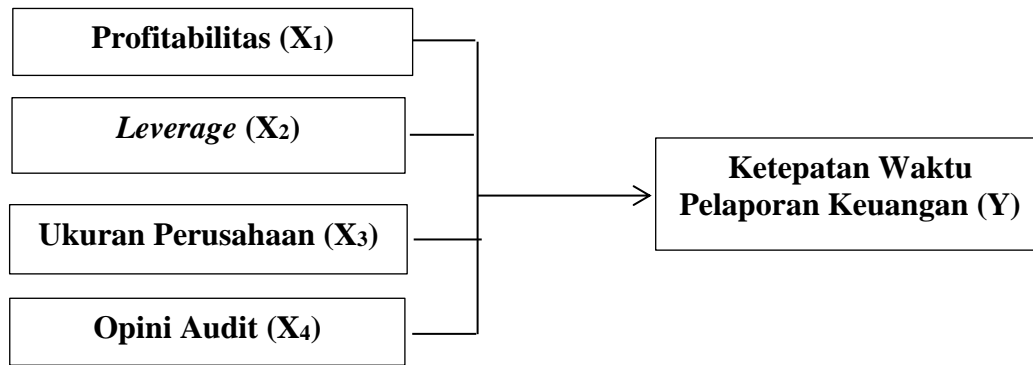 Profitabilitas (X1)
Leverage (X2)
Ketepatan Waktu
Pelaporan Keuangan (Y)
Ukuran Perusahaan (X3)
Opini Audit (X4)